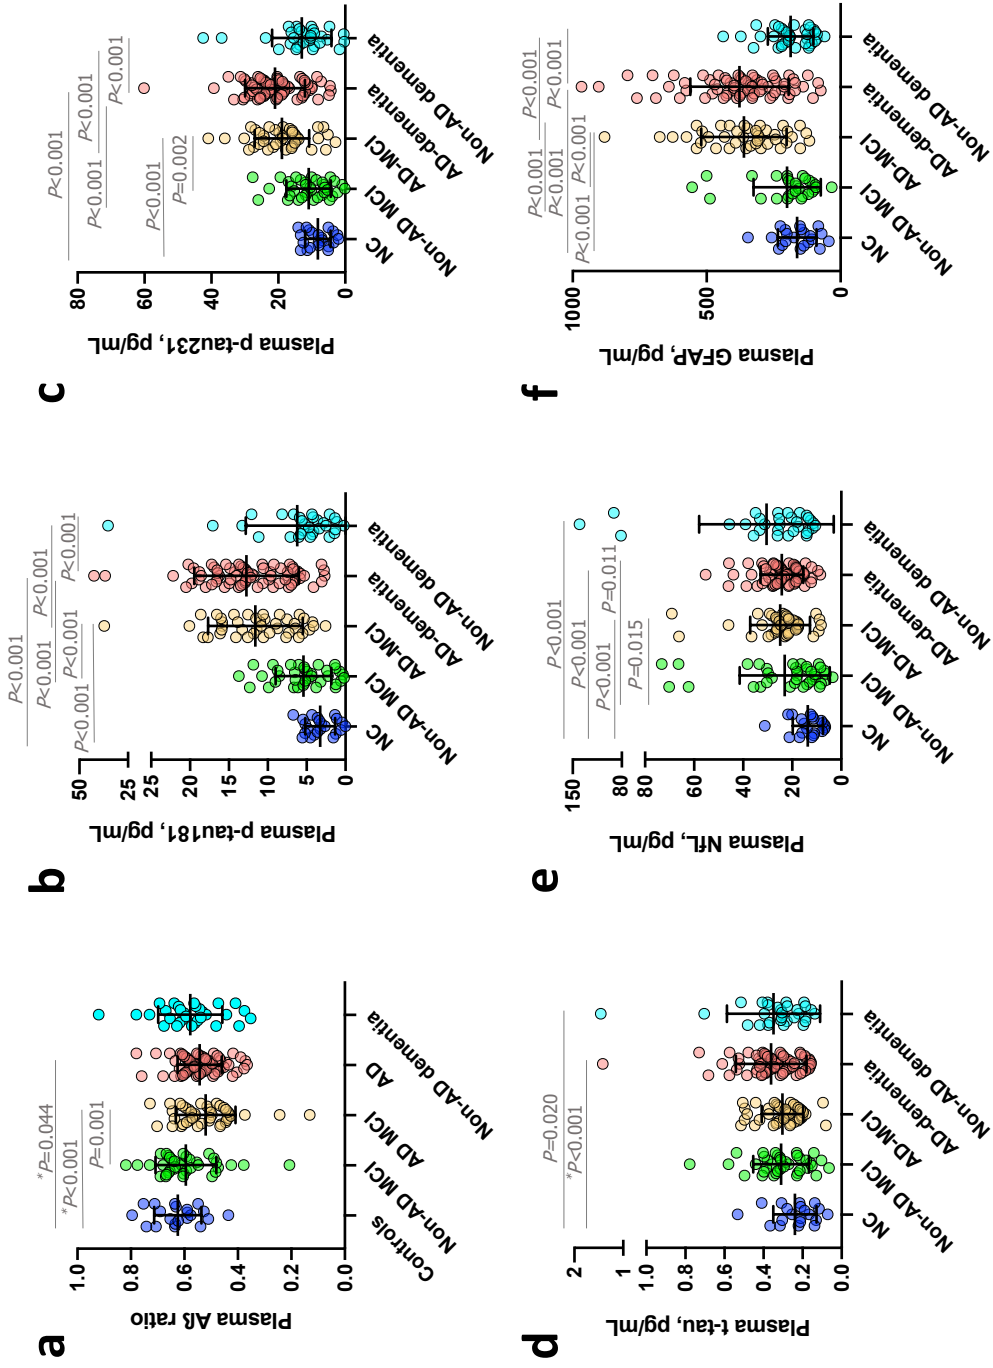 a
Plasma Aß ratio
1.0
0.8
0.6
0.4
0.2
0.0
*P=0.044
*P<0.001
P=0.001
Controls
Non-AD MCI
AD MCI
AD
Non-AD dementia
b
Plasma p-tau181, pg/mL
50
25
25
20
15
10
5
0
P<0.001
P<0.001
P<0.001
P<0.001
P<0.001
P<0.001
NC
Non-AD MCI
AD-MCI
AD-dementia
Non-AD dementia
c
Plasma p-tau231, pg/mL
80
60
40
20
0
P<0.001
P<0.001
P<0.001
P<0.001
P<0.001
P=0.002
NC
Non-AD MCI
AD-MCI
AD-dementia
Non-AD dementia
d
Plasma t-tau, pg/mL
2
1
1.0
0.8
0.6
0.4
0.2
0.0
P=0.020
*P<0.001
NC
Non-AD MCI
AD-MCI
AD-dementia
Non-AD dementia
e
Plasma NfL, pg/mL
150
80
80
60
40
20
0
P<0.001
P<0.001
P<0.001
P=0.011
P=0.015
NC
Non-AD MCI
AD-MCI
AD-dementia
Non-AD dementia
f
Plasma GFAP, pg/mL
1000
500
0
P<0.001
P<0.001
P<0.001
P<0.001
P<0.001
P<0.001
NC
Non-AD MCI
AD-MCI
AD-dementia
Non-AD dementia